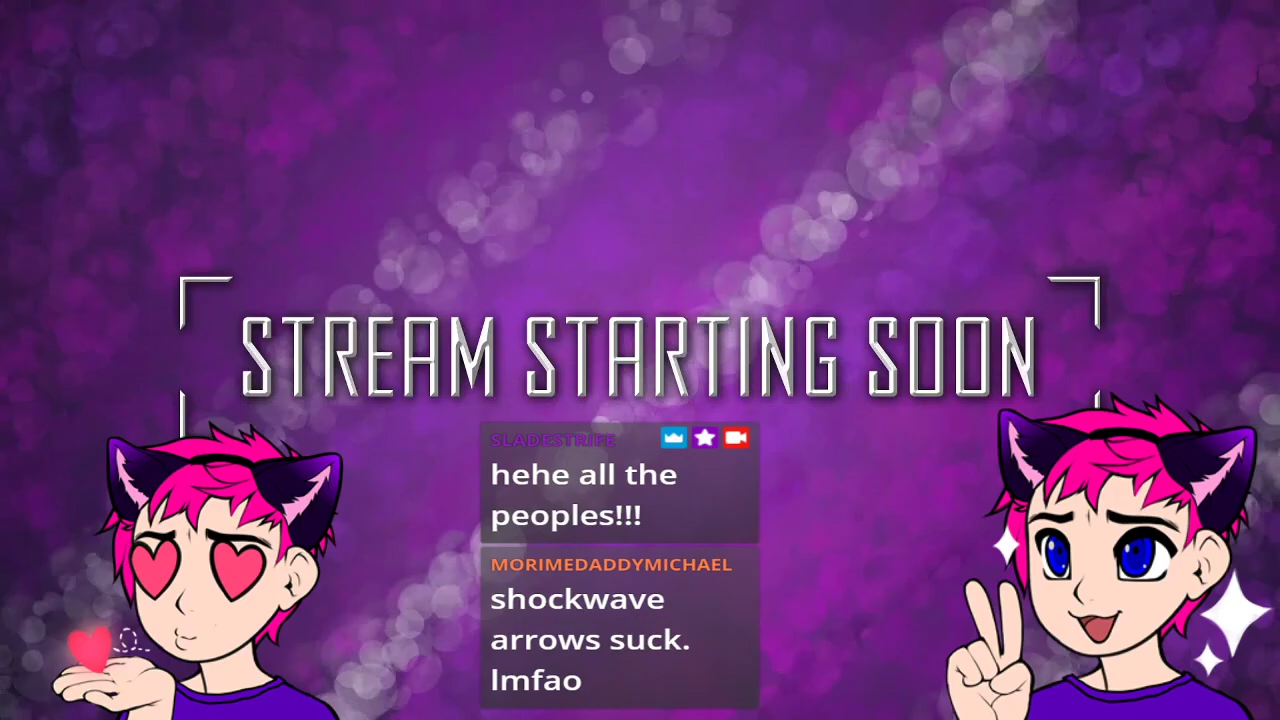 STREAM STARTING SOON
SLADESTRIFE
hehe all the
peoples!!!
MORIMEDADDYMICHAEL
shockwave
arrows suck.
lmfao